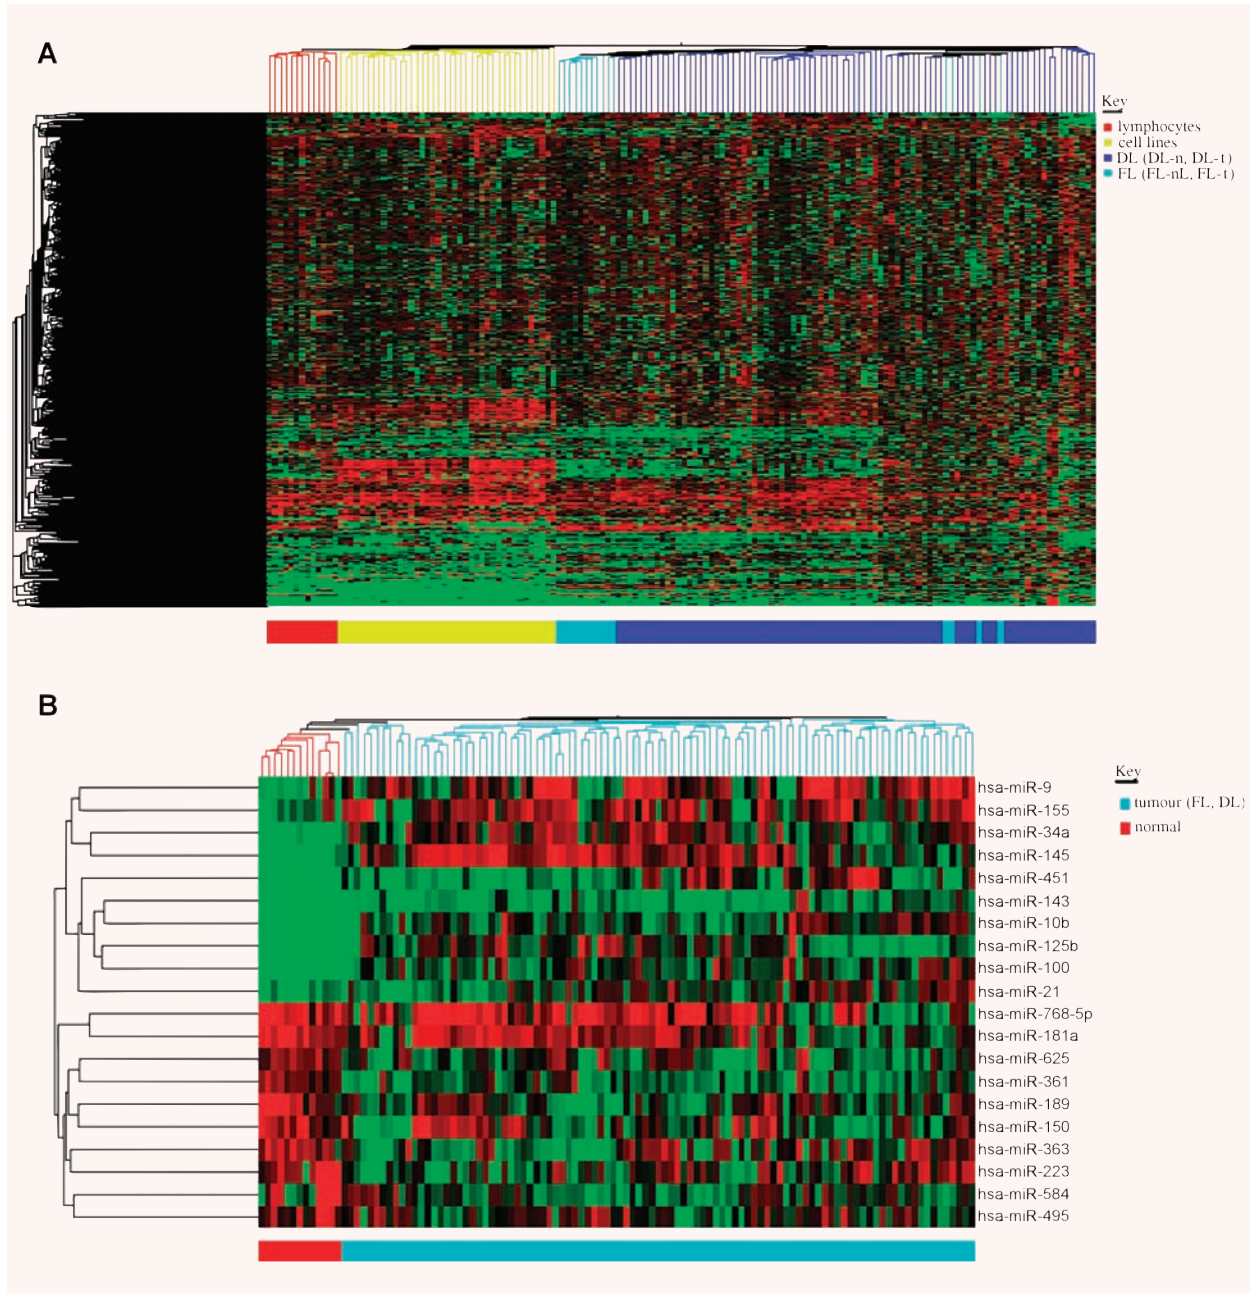 A
Key
lymphocytes
cell lines
DL (DL-n, DL-t)
FL (FL-nL, FL-t)
B
Key
tumour (FL, DL)
normal
hsa-miR-9
hsa-miR-155
hsa-miR-34a
hsa-miR-145
hsa-miR-451
hsa-miR-143
hsa-miR-10b
hsa-miR-125b
hsa-miR-100
hsa-miR-21
hsa-miR-768-5p
hsa-miR-181a
hsa-miR-625
hsa-miR-361
hsa-miR-189
hsa-miR-150
hsa-miR-363
hsa-miR-223
hsa-miR-584
hsa-miR-495